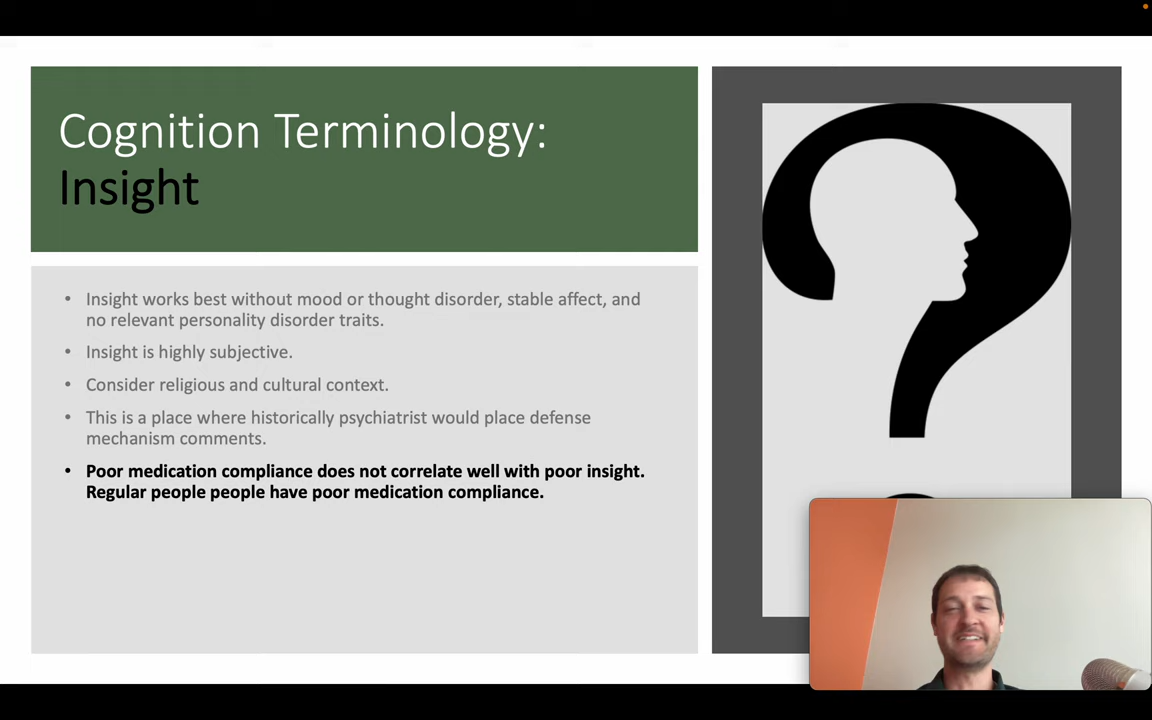 Cognition Terminology:
Insight
• Insight works best without mood or thought disorder, stable affect, and
no relevant personality disorder traits.
• Insight is highly subjective.
• Consider religious and cultural context.
• This is a place where historically psychiatrist would place defense
mechanism comments.
• Poor medication compliance does not correlate well with poor insight.
Regular people people have poor medication compliance.